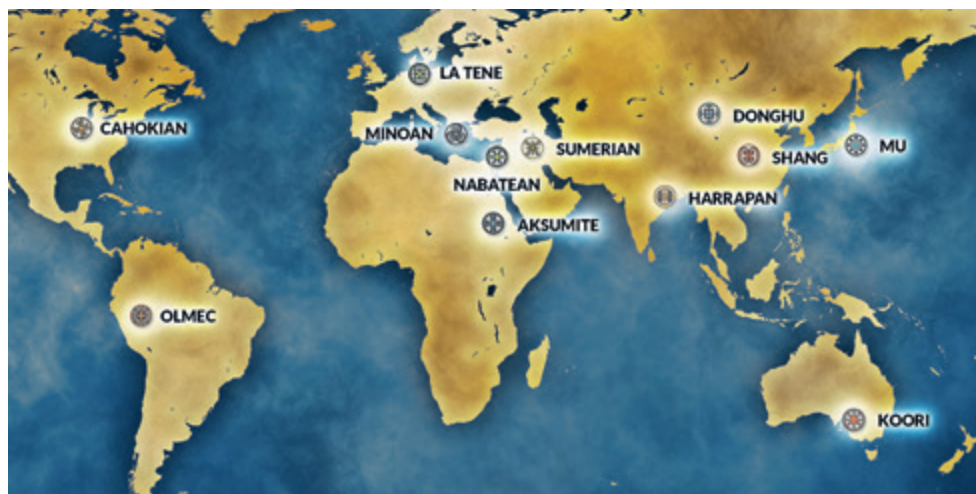 LA TENE
DONGHU
CAHOKIAN
MINOAN
SUMERIAN
MU
SHANG
NABATEAN
HARRAPAN
AKSUMITE
OLMEC
KOORI